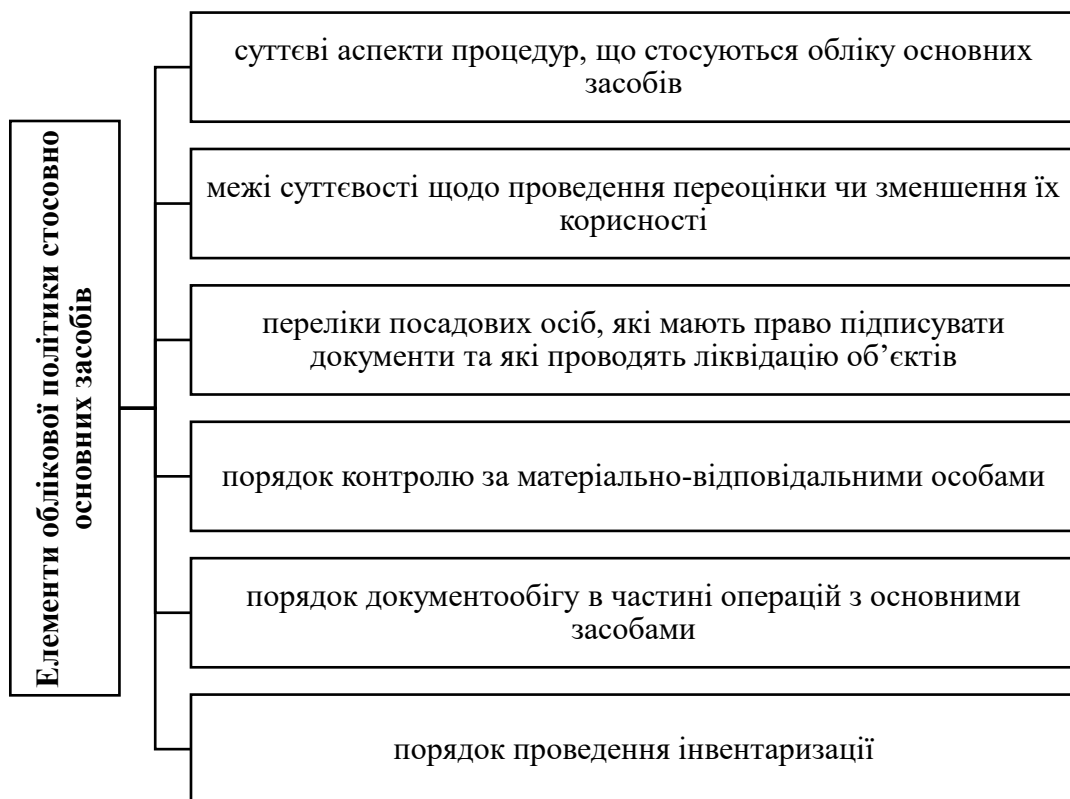 Елементи облікової політики стосовно
основних засобів
суттєві аспекти процедур, що стосуються обліку основних
засобів
межі суттєвості щодо проведення переоцінки чи зменшення їх
корисності
переліки посадових осіб, які мають право підписувати
документи та які проводять ліквідацію об’єктів
порядок контролю за матеріально-відповідальними особами
порядок документообігу в частині операцій з основними
засобами
порядок проведення інвентаризації